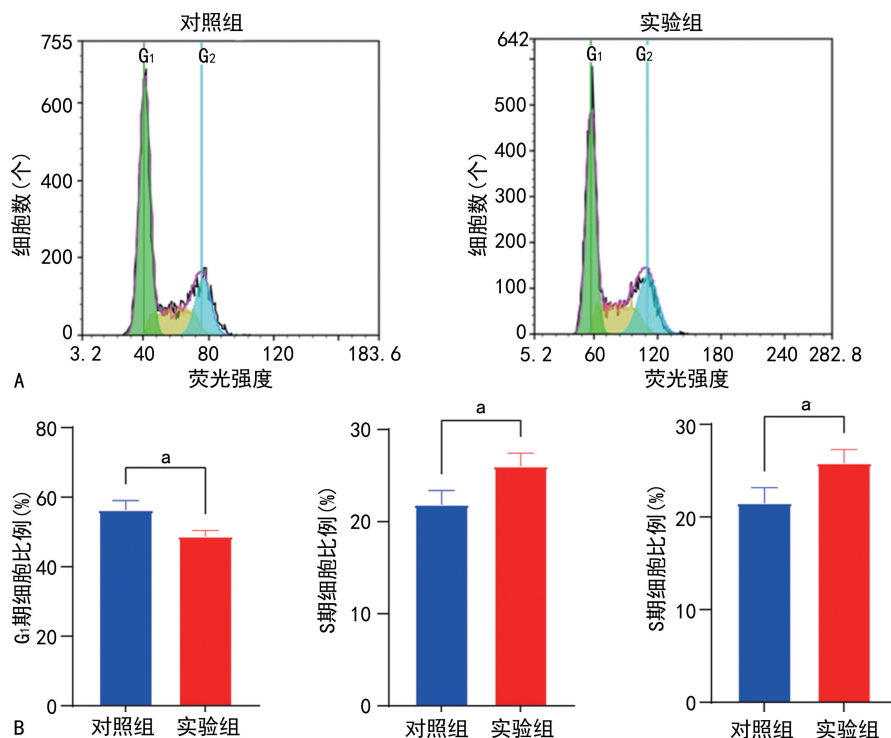 对照组
755
600
400
200
0
细胞数(个)
G₁
G₂
3.2 40 80 120 183.6
荧光强度
实验组
642
500
400
300
200
100
0
细胞数(个)
G₁
G₂
5.2 60 120 180 240 282.8
荧光强度
A
80
60
40
20
0
G₁期细胞比例(%)
a
对照组 实验组
30
20
10
0
S期细胞比例(%)
a
对照组 实验组
30
20
10
0
S期细胞比例(%)
a
对照组 实验组
B